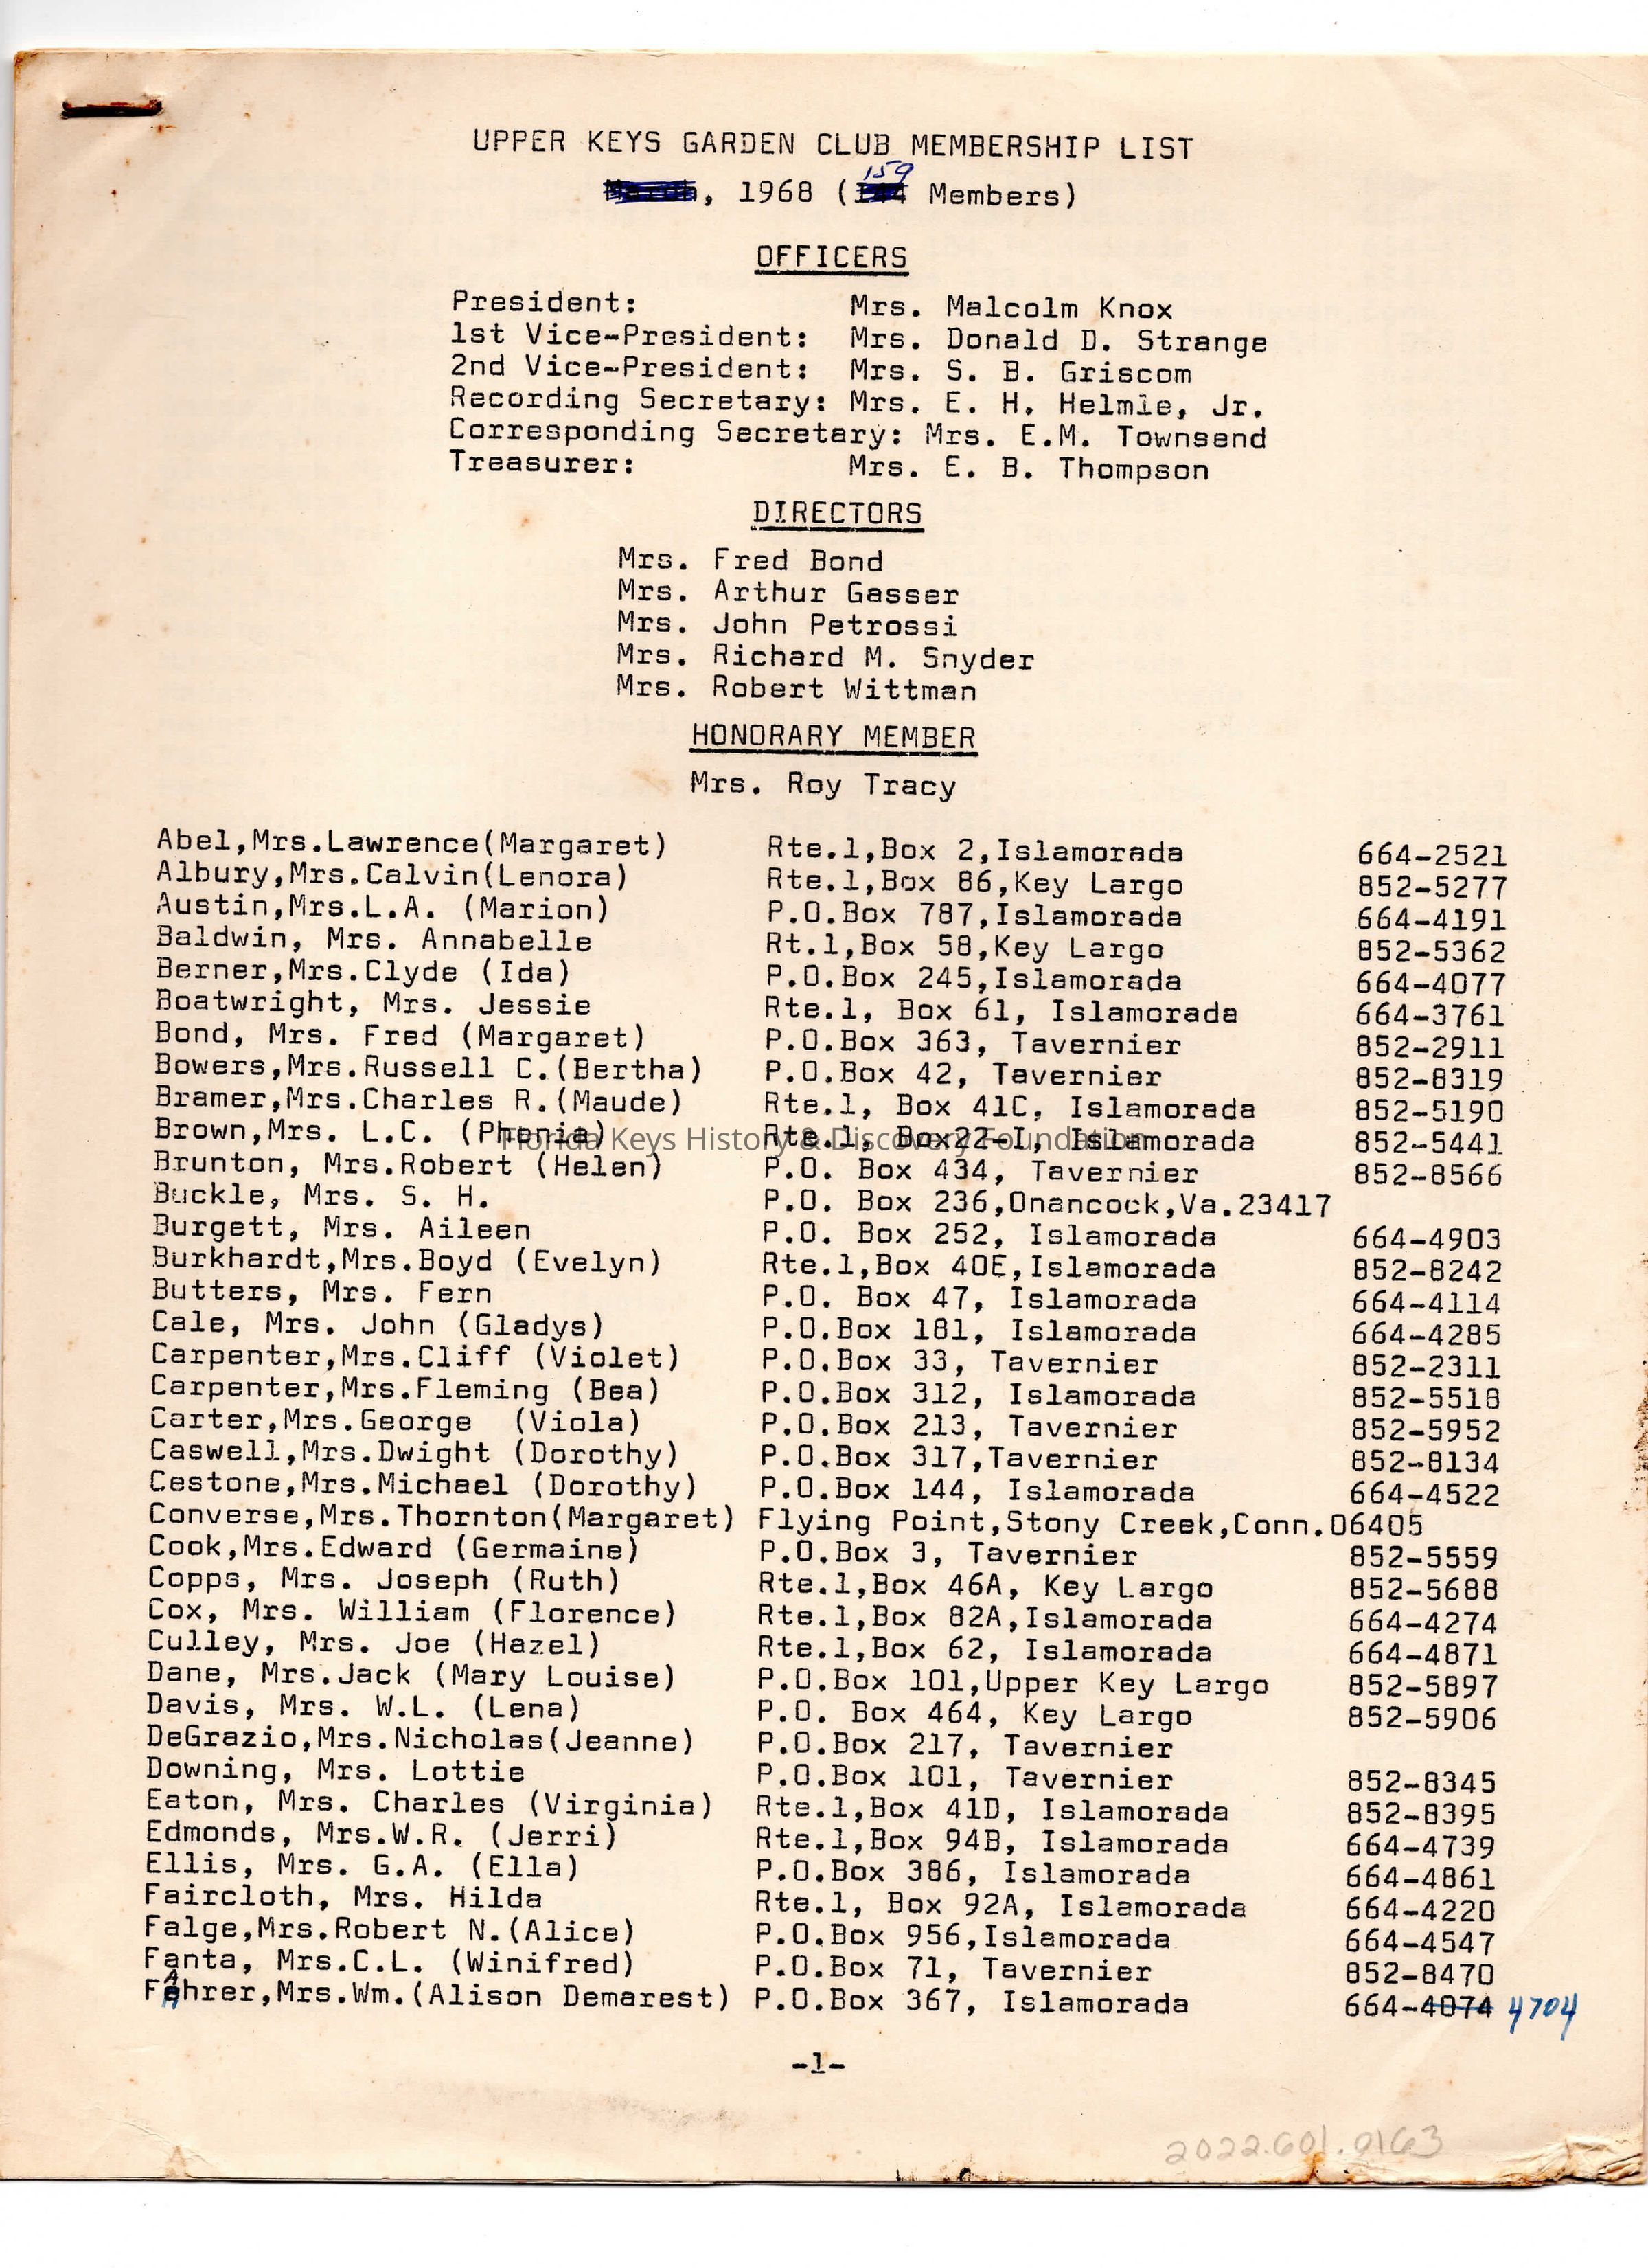 UPPER KEYS GARDEN CLUB MEMBERSHIP LIST
159
March, 1968 (144 Members)
OFFICERS
President: Mrs. Malcolm Knox
1st Vice-President: Mrs. Donald D. Strange
2nd Vice-President: Mrs. S. B. Griscom
Recording Secretary: Mrs. E. H. Helmle, Jr.
Corresponding Secretary: Mrs. E.M. Townsend
Treasurer: Mrs. E. B. Thompson
DIRECTORS
Mrs. Fred Bond
Mrs. Arthur Gasser
Mrs. John Petrossi
Mrs. Richard M. Snyder
Mrs. Robert Wittman
HONORARY MEMBER
Mrs. Roy Tracy
Abel,Mrs.Lawrence(Margaret) Rte.1,Box 2,Islamorada 664-2521
Albury,Mrs.Calvin(Lenora) Rte.1,Box 86,Key Largo 852-5277
Austin,Mrs.L.A. (Marion) P.O.Box 787,Islamorada 664-4191
Baldwin, Mrs. Annabelle Rt.1,Box 58,Key Largo 852-5362
Berner,Mrs.Clyde (Ida) P.O.Box 245,Islamorada 664-4077
Boatwright, Mrs. Jessie Rte.1, Box 61, Islamorada 664-3761
Bond, Mrs. Fred (Margaret) P.O.Box 363, Tavernier 852-2911
Bowers,Mrs.Russell C.(Bertha) P.O.Box 42, Tavernier 852-8319
Bramer,Mrs.Charles R.(Maude) Rte.1, Box 41C, Islamorada 852-5190
Brown,Mrs. L.C. (Phenia) Rte.1, Box22-I, Islamorada 852-5441
Florida Keys History & Discovery Foundation
Brunton, Mrs.Robert (Helen) P.O. Box 434, Tavernier 852-8566
Buckle, Mrs. S. H. P.O. Box 236,Onancock,Va.23417
Burgett, Mrs. Aileen P.O. Box 252, Islamorada 664-4903
Burkhardt,Mrs.Boyd (Evelyn) Rte.1,Box 40E,Islamorada 852-8242
Butters, Mrs. Fern P.O. Box 47, Islamorada 664-4114
Cale, Mrs. John (Gladys) P.O.Box 181, Islamorada 664-4285
Carpenter,Mrs.Cliff (Violet) P.O.Box 33, Tavernier 852-2311
Carpenter,Mrs.Fleming (Bea) P.O.Box 312, Islamorada 852-5518
Carter,Mrs.George (Viola) P.O.Box 213, Tavernier 852-5952
Caswell,Mrs.Dwight (Dorothy) P.O.Box 317,Tavernier 852-8134
Cestone,Mrs.Michael (Dorothy) P.O.Box 144, Islamorada 664-4522
Converse,Mrs.Thornton(Margaret) Flying Point,Stony Creek,Conn.06405
Cook,Mrs.Edward (Germaine) P.O.Box 3, Tavernier 852-5559
Copps, Mrs. Joseph (Ruth) Rte.1,Box 46A, Key Largo 852-5688
Cox, Mrs. William (Florence) Rte.1,Box 82A,Islamorada 664-4274
Culley, Mrs. Joe (Hazel) Rte.1,Box 62, Islamorada 664-4871
Dane, Mrs.Jack (Mary Louise) P.O.Box 101,Upper Key Largo 852-5897
Davis, Mrs. W.L. (Lena) P.O. Box 464, Key Largo 852-5906
DeGrazio,Mrs.Nicholas(Jeanne) P.O.Box 217, Tavernier
Downing, Mrs. Lottie P.O.Box 101, Tavernier 852-8345
Eaton, Mrs. Charles (Virginia) Rte.1,Box 41D, Islamorada 852-8395
Edmonds, Mrs.W.R. (Jerri) Rte.1,Box 94B, Islamorada 664-4739
Ellis, Mrs. G.A. (Ella) P.O.Box 386, Islamorada 664-4861
Faircloth, Mrs. Hilda Rte.1, Box 92A, Islamorada 664-4220
Falge,Mrs.Robert N.(Alice) P.O.Box 956,Islamorada 664-4547
Fanta, Mrs.C.L. (Winifred) P.O.Box 71, Tavernier 852-8470
Fahrer,Mrs.Wm.(Alison Demarest) P.O.Box 367, Islamorada 664-4074 4704
-1-
2022.601.0163